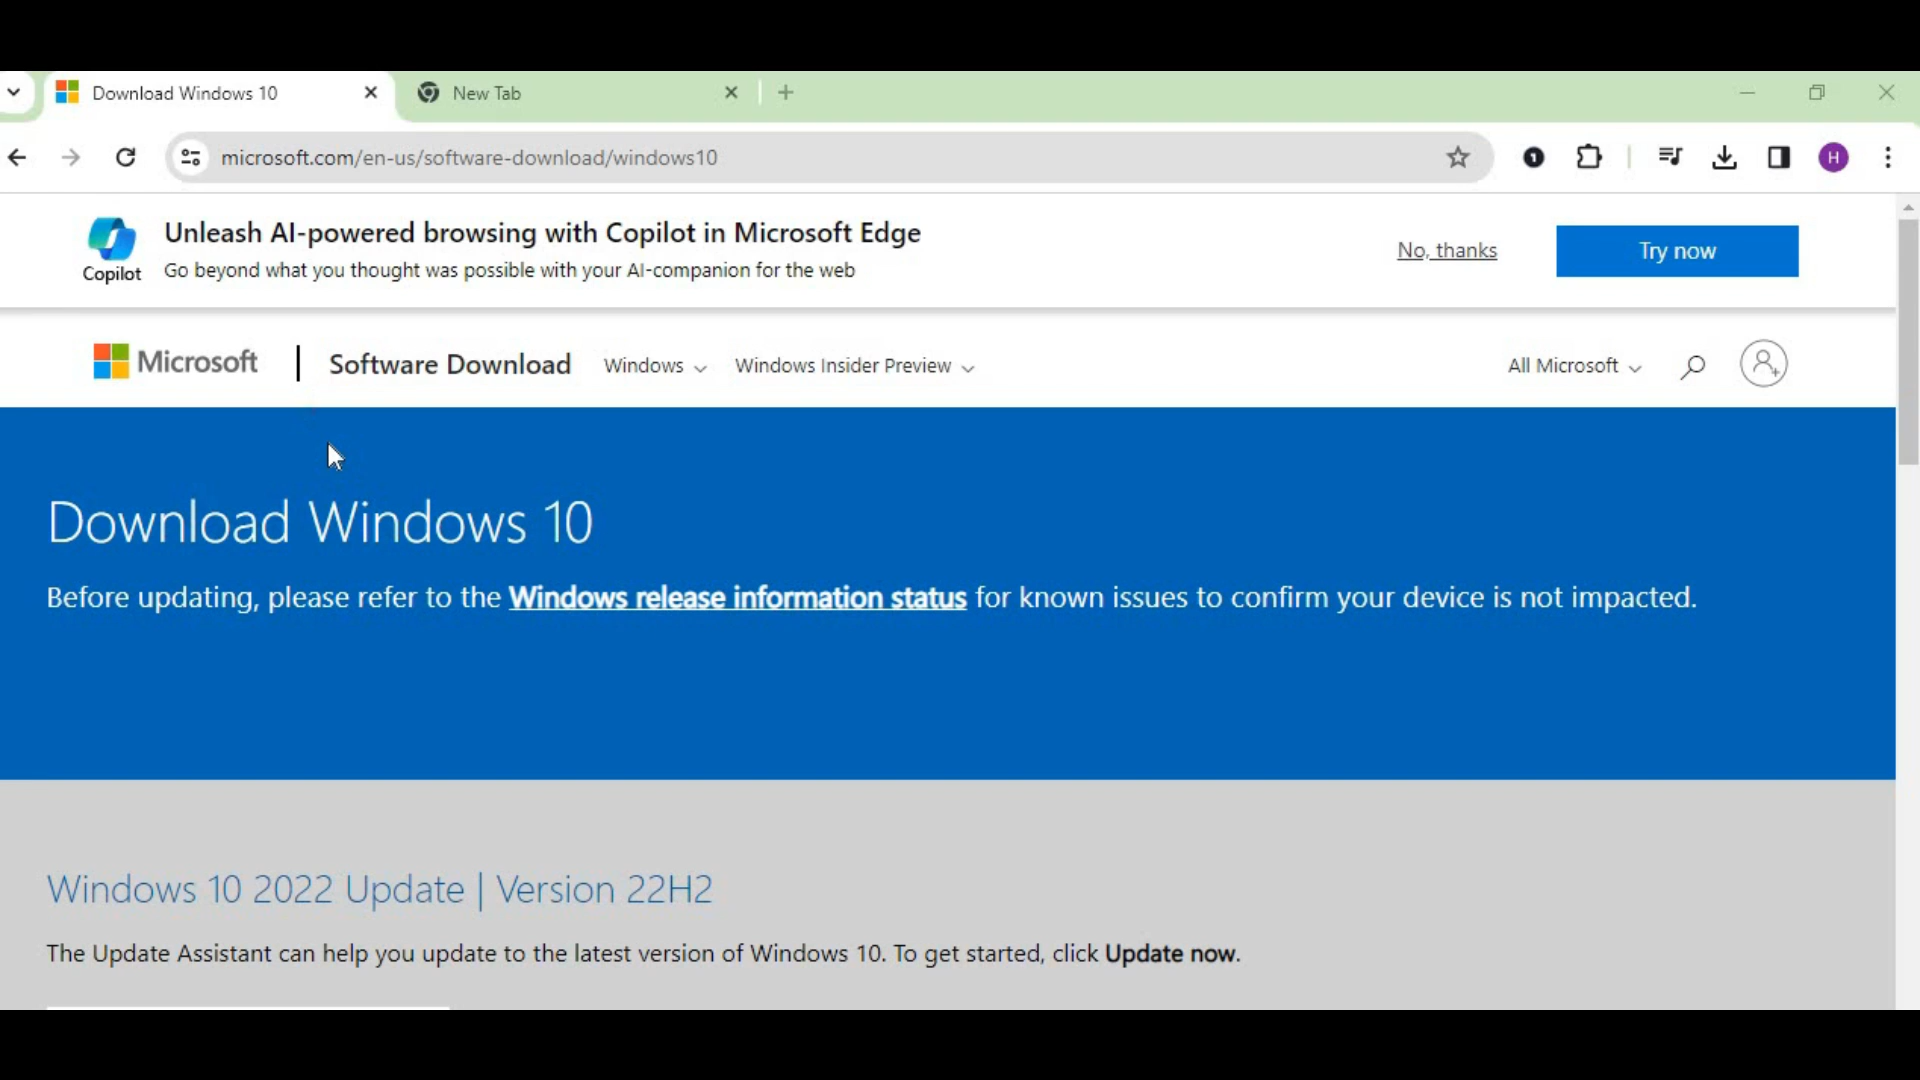 Download Windows 10
New Tab
microsoft.com/en-us/software-download/windows10
1
H
Unleash AI-powered browsing with Copilot in Microsoft Edge
Copilot
Go beyond what you thought was possible with your AI-companion for the web
No, thanks
Try now
Microsoft
Software Download
Windows
Windows Insider Preview
All Microsoft
Download Windows 10
Before updating, please refer to the Windows release information status for known issues to confirm your device is not impacted.
Windows 10 2022 Update | Version 22H2
The Update Assistant can help you update to the latest version of Windows 10. To get started, click Update now.